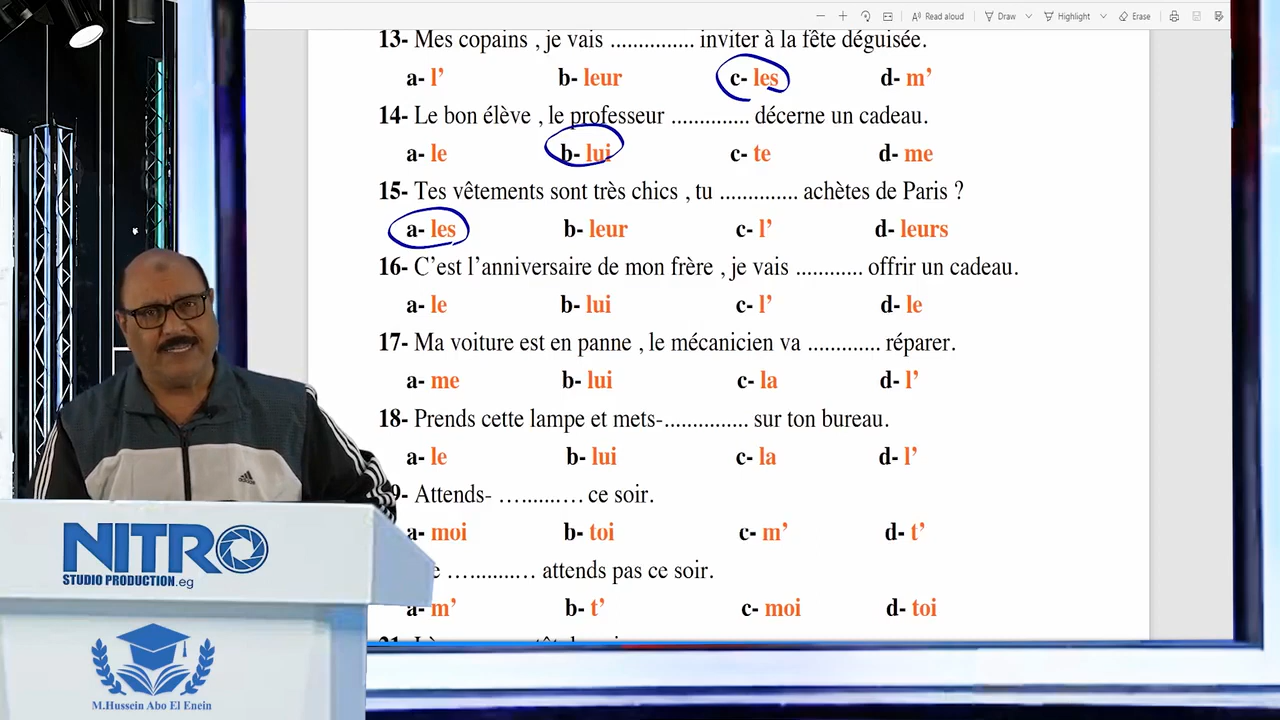 Read aloud
Draw
Highlight
Erase
13- Mes copains , je vais ............... inviter à la fête déguisée.
a- l’ b- leur c- les d- m’
14- Le bon élève , le professeur .............. décerne un cadeau.
a- le b- lui c- te d- me
15- Tes vêtements sont très chics , tu .............. achètes de Paris ?
a- les b- leur c- l’ d- leurs
16- C’est l’anniversaire de mon frère , je vais ............ offrir un cadeau.
a- le b- lui c- l’ d- le
17- Ma voiture est en panne , le mécanicien va ............. réparer.
a- me b- lui c- la d- l’
18- Prends cette lampe et mets-............... sur ton bureau.
a- le b- lui c- la d- l’
9- Attends- ….......…. ce soir.
a- moi b- toi c- m’ d- t’
e ….........… attends pas ce soir.
a- m’ b- t’ c- moi d- toi
NITRO
STUDIO PRODUCTION.eg
M.Hussein Abo El Enein